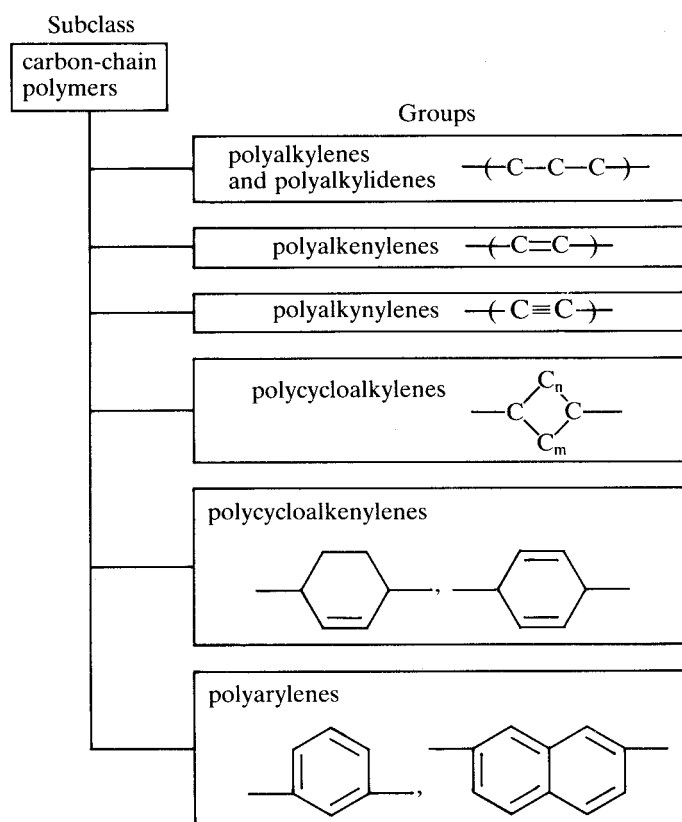 Subclass
carbon-chain
polymers
Groups
polyalkylenes
and polyalkylidenes
—(–C–C–C–)—
polyalkenylenes —(–C=C–)—
polyalkynylenes —(–C≡C–)—
Cₙ
polycycloalkylenes —C C—
Cₘ
polycycloalkenylenes
,
polyarylenes
,